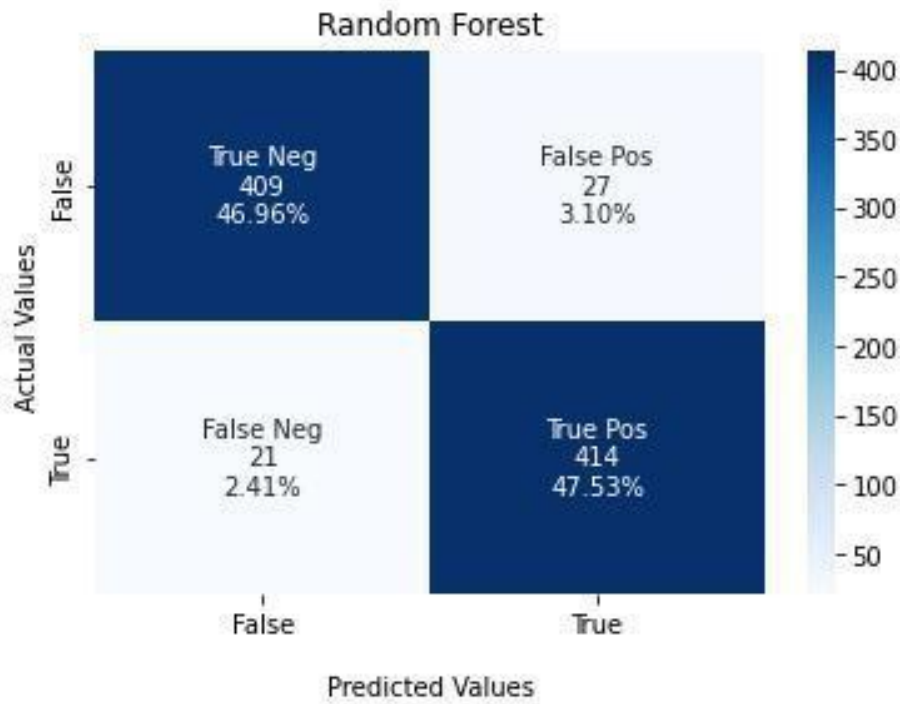 Random Forest
True Neg
409
46.96%
False Pos
27
3.10%
False Neg
21
2.41%
True Pos
414
47.53%
False
True
Actual Values
False
True
Predicted Values
400
350
300
250
200
150
100
50